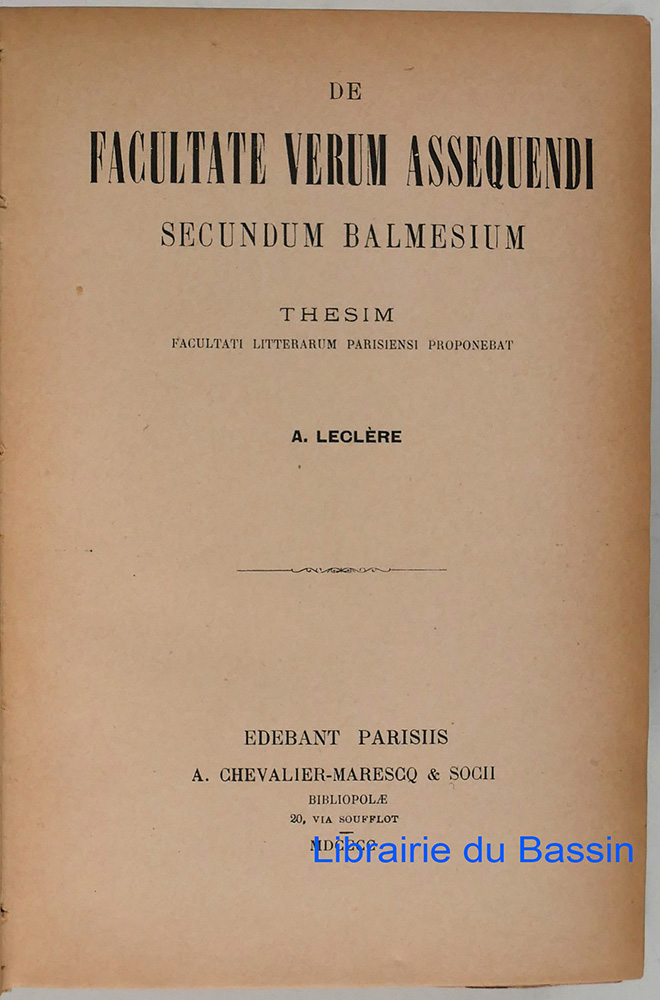 DE
FACULTATE VERUM ASSEQUENDI
SECUNDUM BALMESIUM
THESIM
FACULTATI LITTERARUM PARISIENSI PROPONEBAT
A. LECLÈRE
EDEBANT PARISIIS
A. CHEVALIER-MARESCQ & SOCII
BIBLIOPOLÆ
20, VIA SOUFFLOT
MDCCCC
Librairie du Bassin